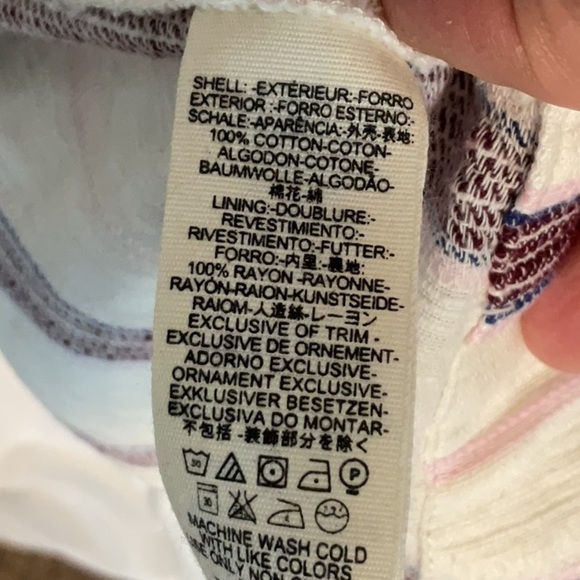 SHELL: -EXTÉRIEUR:-FORRO
EXTERIOR :-FORRO ESTERNO:-
SCHALE:-APARÊNCIA-外壳-表地:
100% COTTON-COTON-
ALGODON-COTONE-
BAUMWOLLE-ALGODÃO-
棉花-綿
LINING:-DOUBLURE:-
REVESTIMIENTO:-
RIVESTIMENTO:-FUTTER:-
FORRO:-内里:-裏地:
100% RAYON -RAYONNE-
RAYÓN-RAION-KUNSTSEIDE-
RAIOM-人造絲-レーヨン
EXCLUSIVE OF TRIM -
EXCLUSIVE DE ORNEMENT-
ADORNO EXCLUSIVE-
ORNAMENT EXCLUSIVE-
EXKLUSIVER BESETZEN-
EXCLUSIVA DO MONTAR-
不包括 -装飾部分を除く
30 P
30
MACHINE WASH COLD
WITH LIKE COLORS
ONLY NON